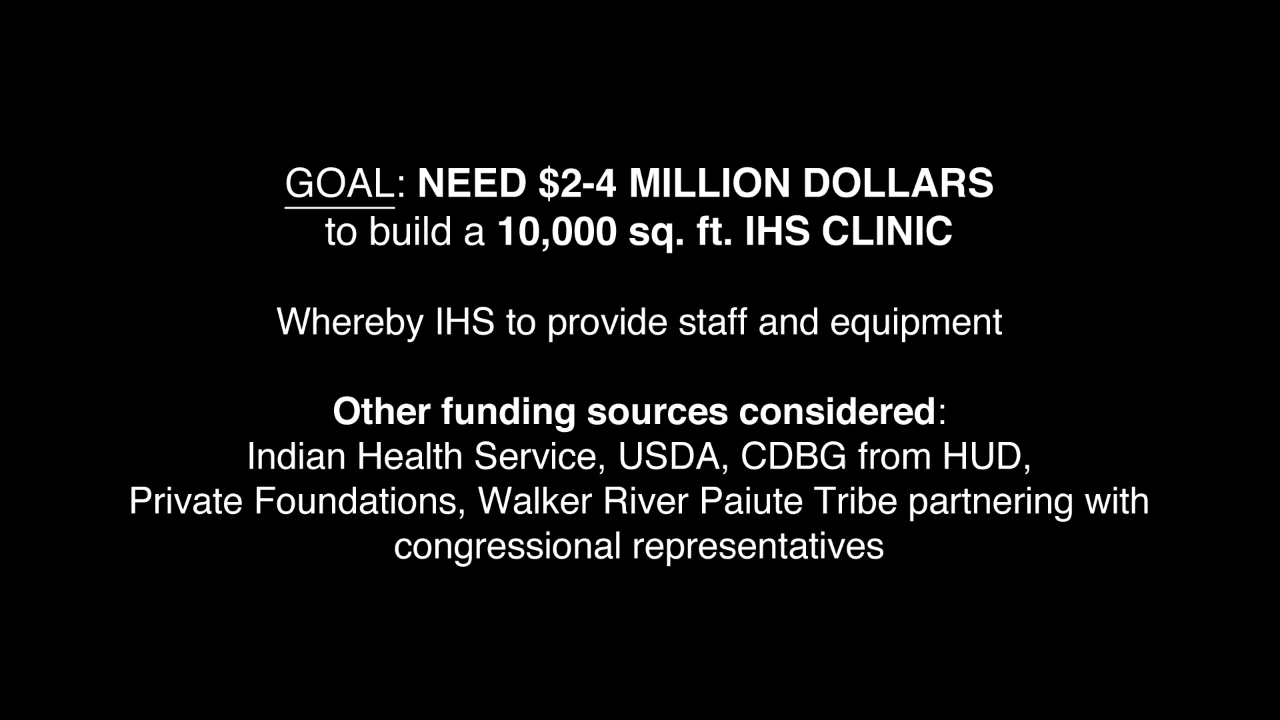 GOAL: NEED $2-4 MILLION DOLLARS
to build a 10,000 sq. ft. IHS CLINIC
Whereby IHS to provide staff and equipment
Other funding sources considered:
Indian Health Service, USDA, CDBG from HUD,
Private Foundations, Walker River Paiute Tribe partnering with
congressional representatives